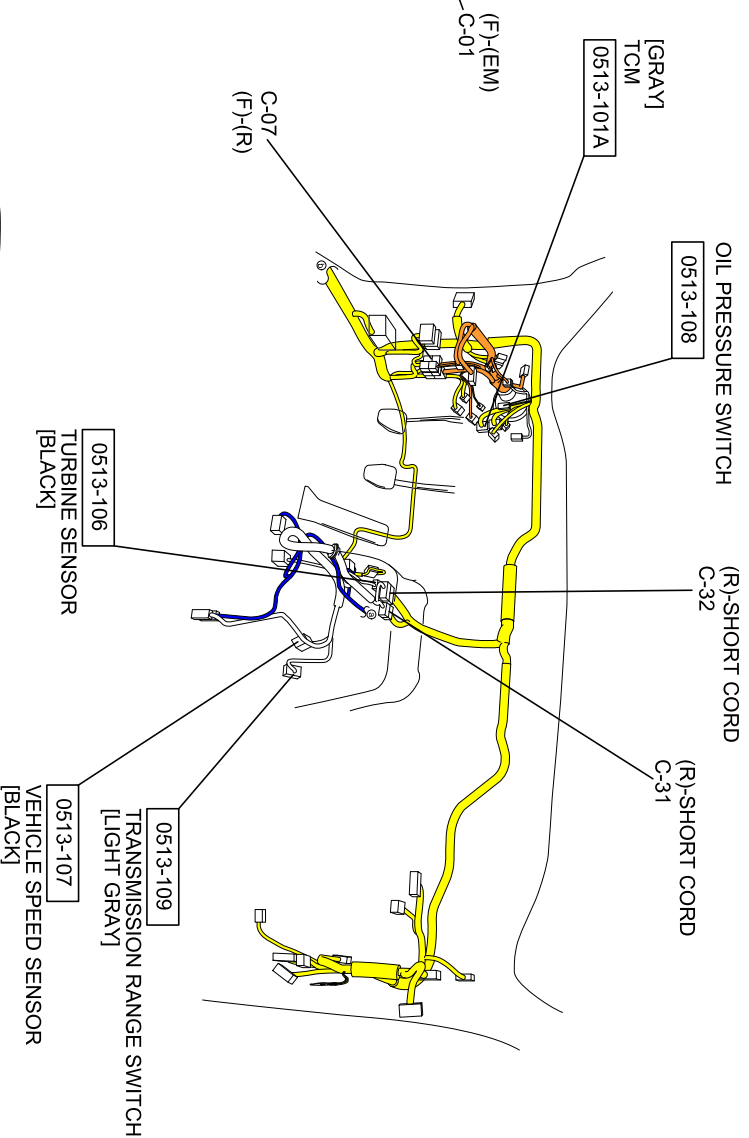 (F)-(EM)
C-01
[GRAY]
TCM
0513-101A
C-07
(F)-(R)
OIL PRESSURE SWITCH
0513-108
0513-106
TURBINE SENSOR
[BLACK]
(R)-SHORT CORD
C-32
(R)-SHORT CORD
C-31
0513-109
TRANSMISSION RANGE SWITCH
[LIGHT GRAY]
0513-107
VEHICLE SPEED SENSOR
[BLACK]